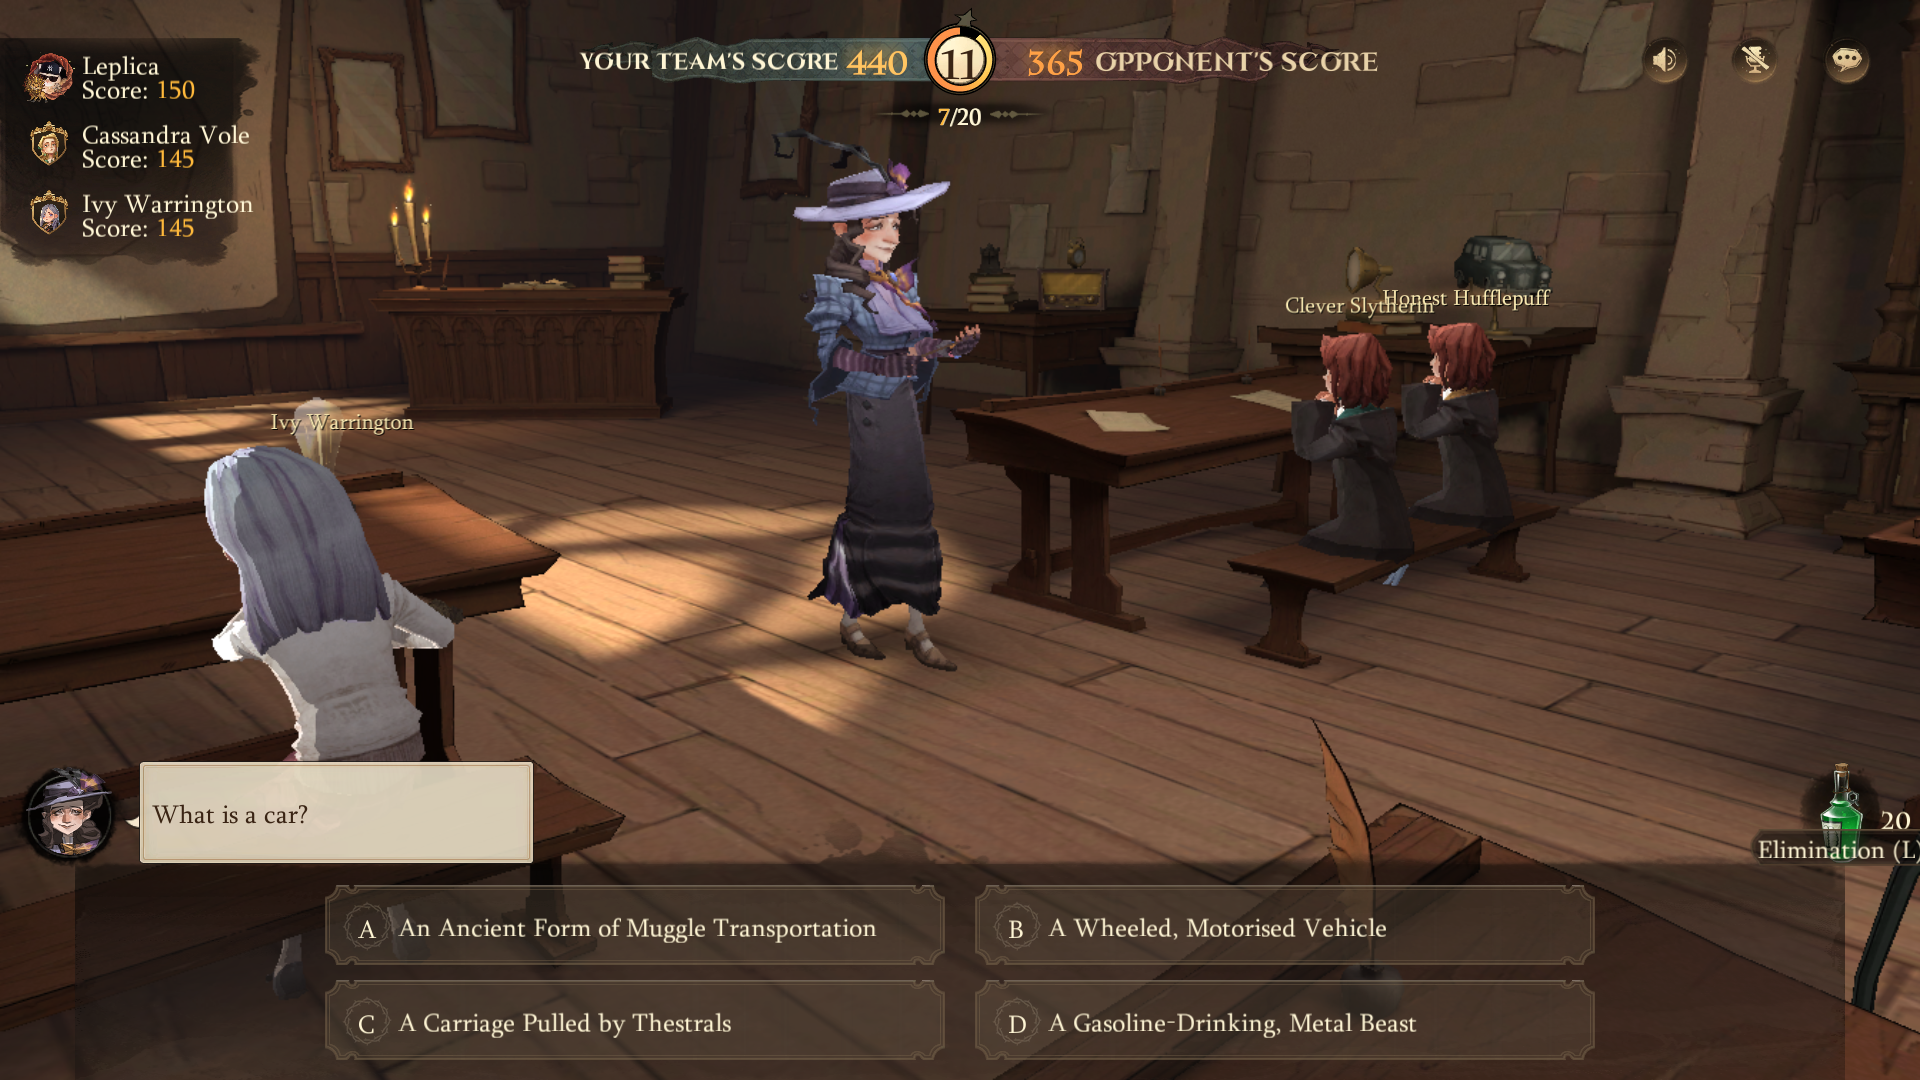 Leplica
Score: 150
Cassandra Vole
Score: 145
Ivy Warrington
Score: 145
YOUR TEAM'S SCORE 440
11
365 OPPONENT'S SCORE
7/20
Clever Slytherin
Honest Hufflepuff
Ivy Warrington
What is a car?
20
Elimination (L)
A An Ancient Form of Muggle Transportation
B A Wheeled, Motorised Vehicle
C A Carriage Pulled by Thestrals
D A Gasoline-Drinking, Metal Beast